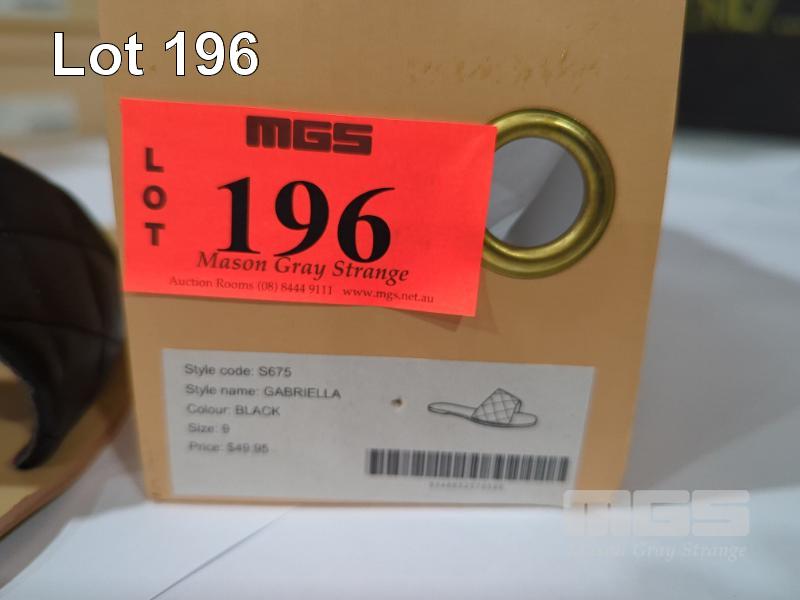 Lot 196
MGS
LOT
196
Mason Gray Strange
Auction Rooms (08) 8444 9111 www.mgs.net.au
Style code: S675
Style name: GABRIELLA
Colour: BLACK
Size: 9
Price: $49.95
MGS
Mason Gray Strange